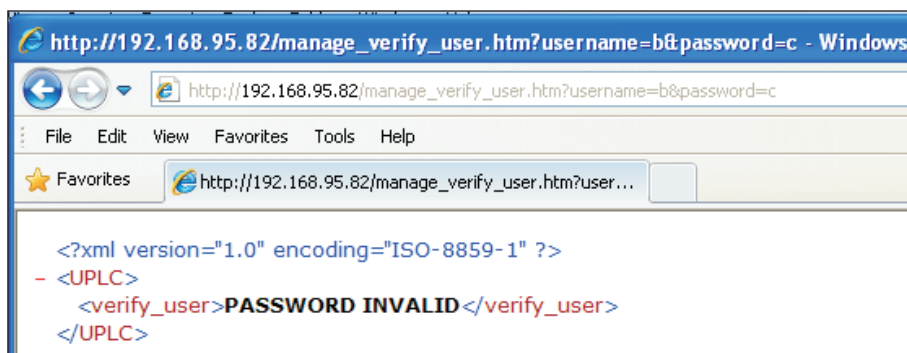 http://192.168.95.82/manage_verify_user.htm?username=b&password=c - Windows
http://192.168.95.82/manage_verify_user.htm?username=b&password=c
File Edit View Favorites Tools Help
Favorites http://192.168.95.82/manage_verify_user.htm?user...
<?xml version="1.0" encoding="ISO-8859-1" ?>
- <UPLC>
<verify_user>PASSWORD INVALID</verify_user>
</UPLC>